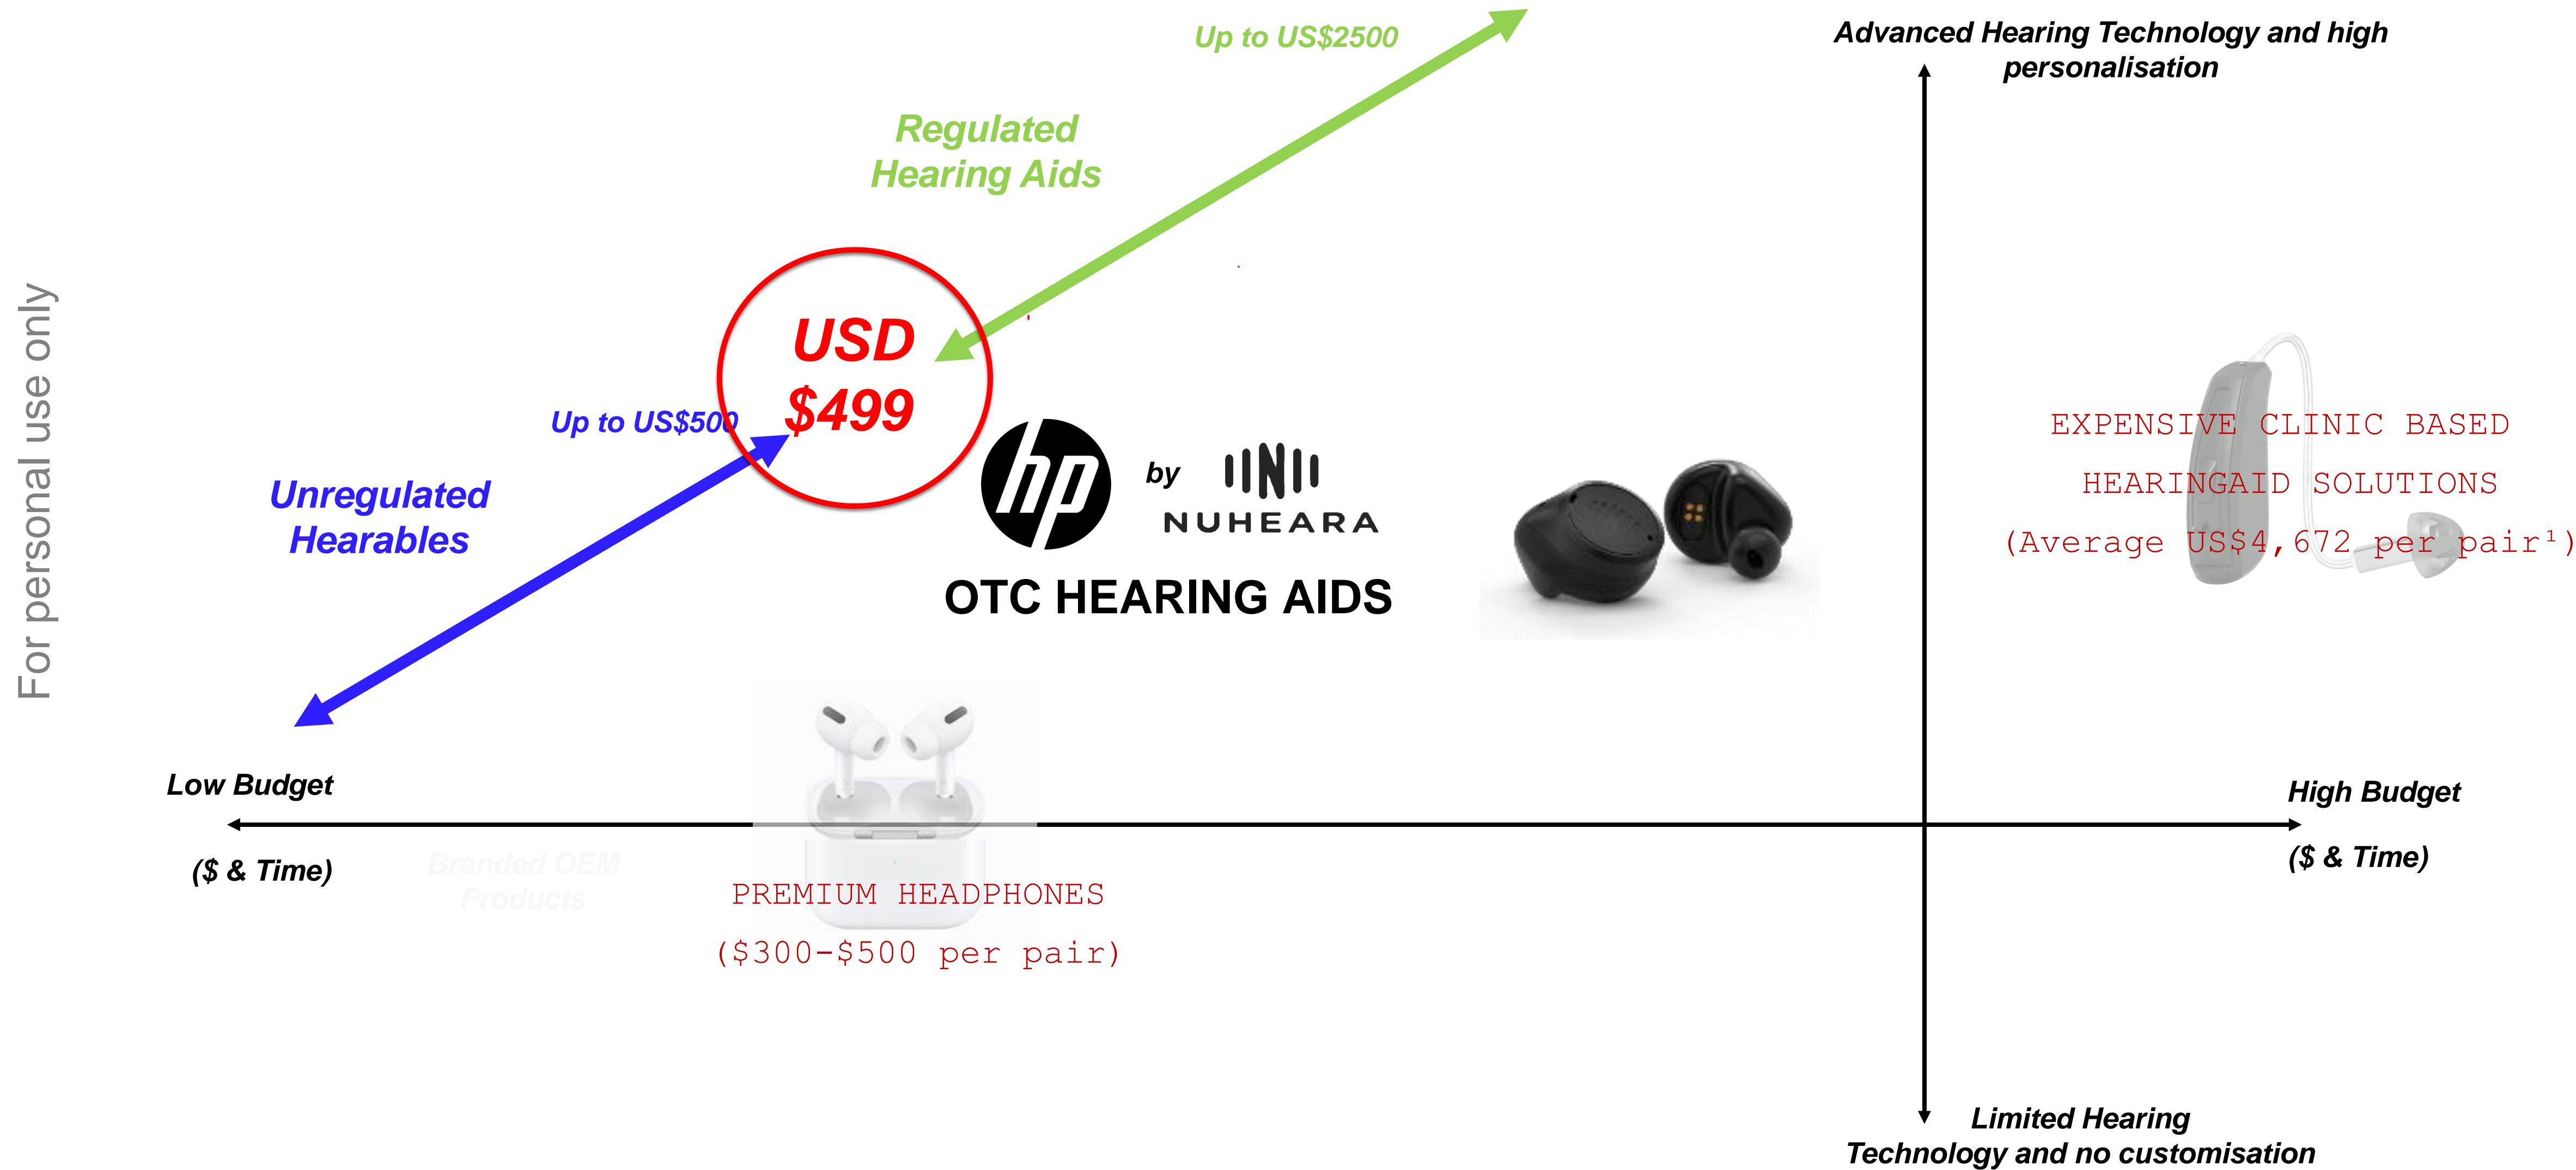 Up to US$2500
Advanced Hearing Technology and high
personalisation
Regulated
Hearing Aids
For personal use only
USD
$499
Up to US$500
Unregulated
Hearables
hp
by
NUHEARA
OTC HEARING AIDS
EXPENSIVE CLINIC BASED
HEARINGAID SOLUTIONS
(Average US$4,672 per pair¹)
Low Budget
($ & Time)
High Budget
($ & Time)
Branded OEM
Products
PREMIUM HEADPHONES
($300-$500 per pair)
Limited Hearing
Technology and no customisation